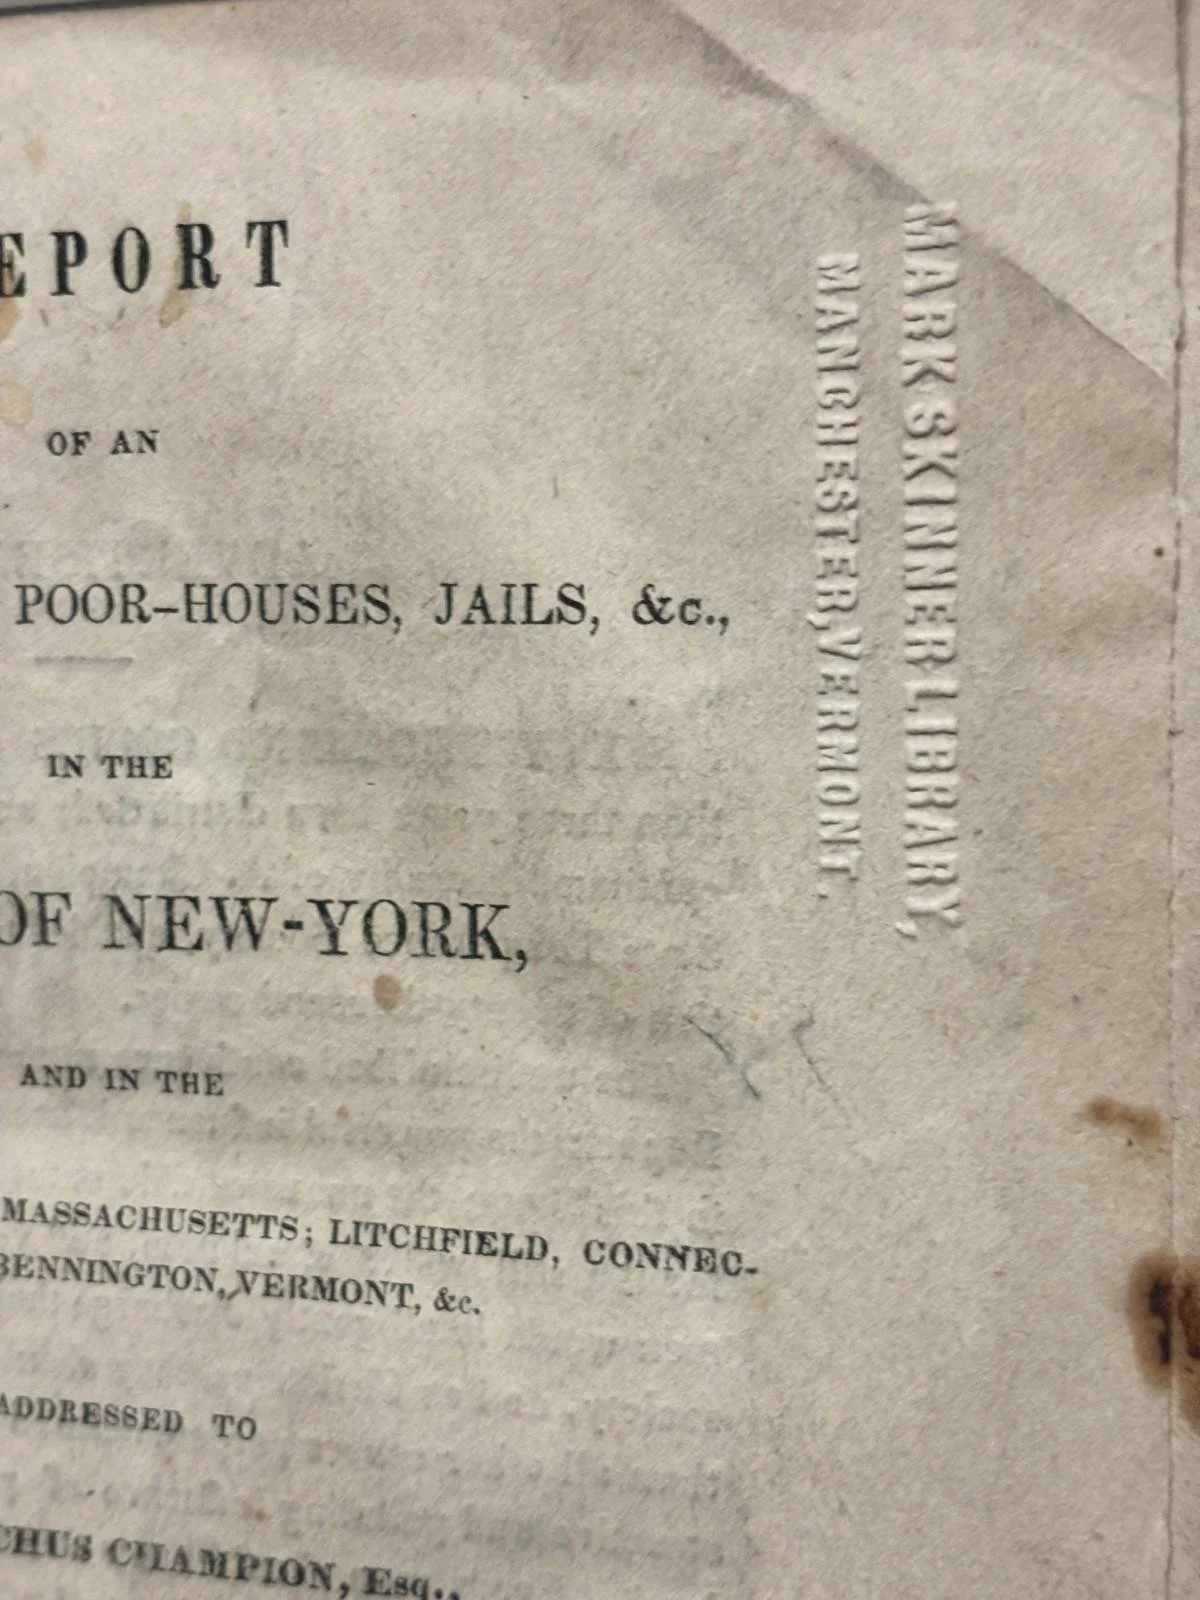 EPORT
OF AN
POOR-HOUSES, JAILS, &c.,
IN THE
OF NEW-YORK,
AND IN THE
MASSACHUSETTS; LITCHFIELD, CONNEC-
BENNINGTON, VERMONT, &c.
ADDRESSED TO
CHUS CHAMPION, Esq.,
MARK SKINNER LIBRARY,
MANCHESTER, VERMONT.